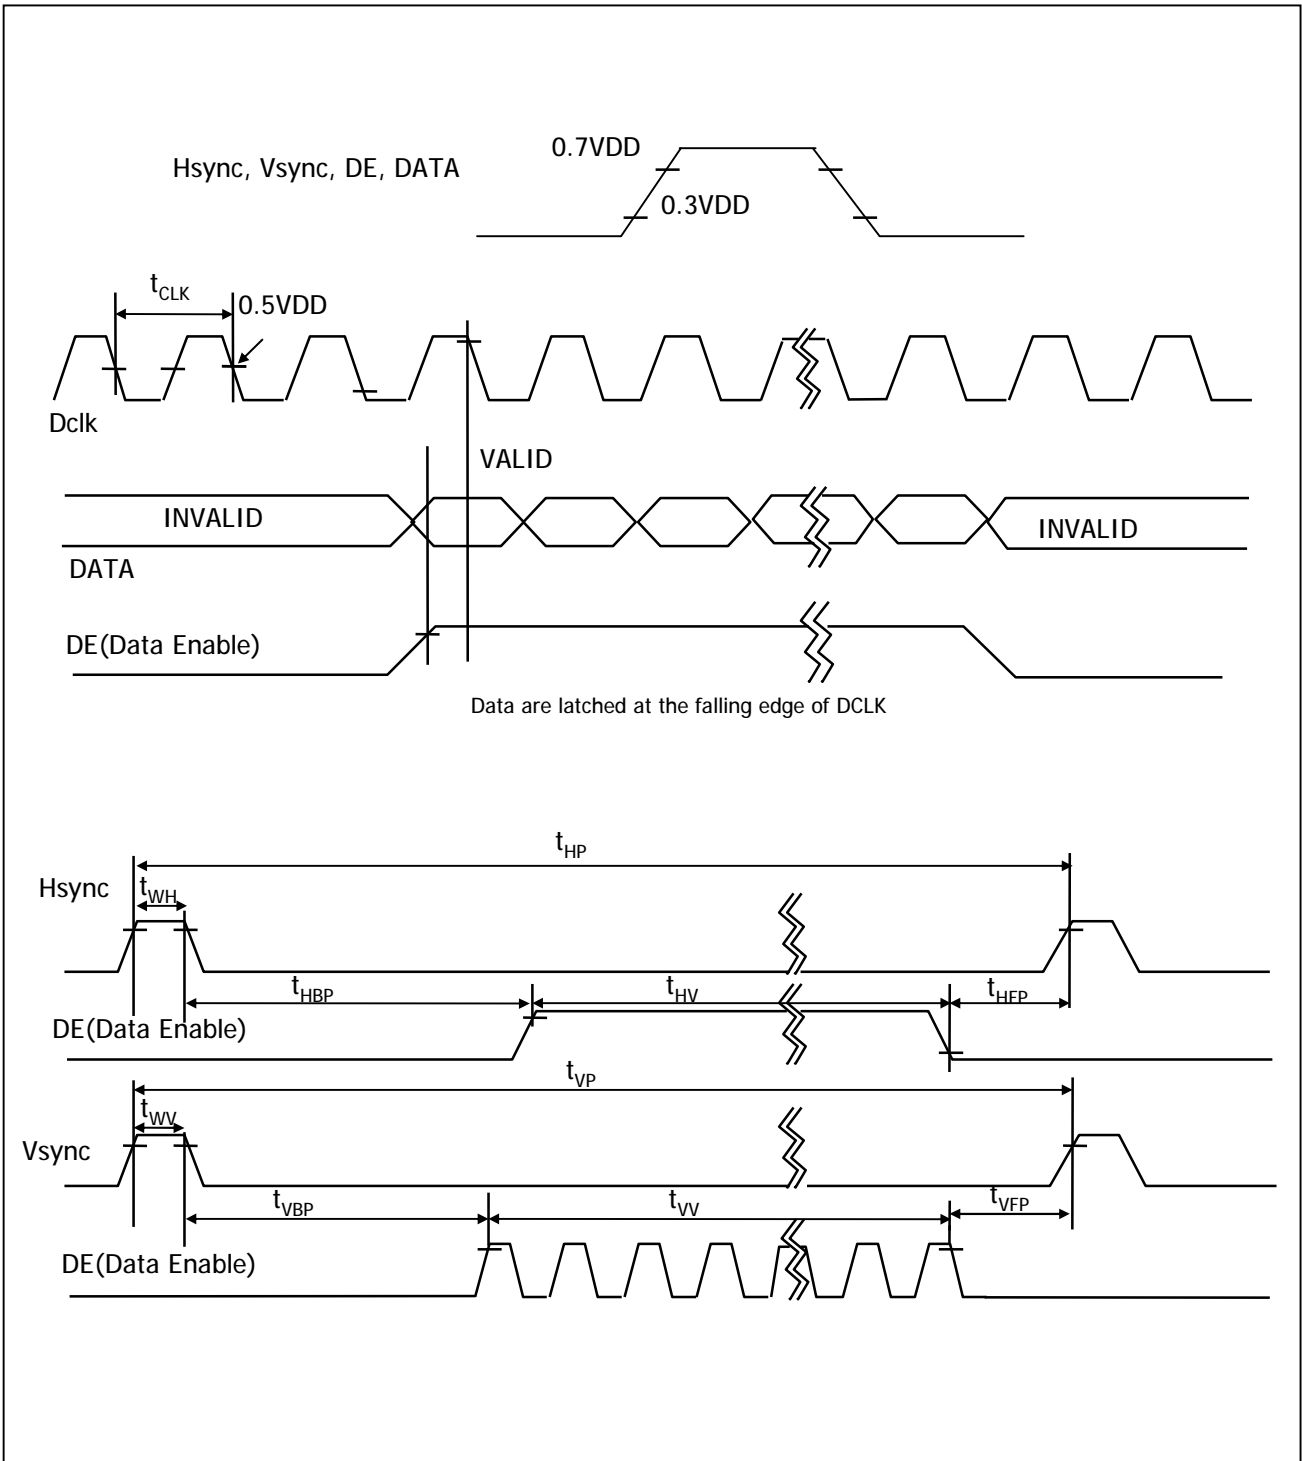 0.7VDD
Hsync, Vsync, DE, DATA
0.3VDD
tCLK
0.5VDD
Dclk
VALID
INVALID
INVALID
DATA
DE(Data Enable)
Data are latched at the falling edge of DCLK
tHP
Hsync
tWH
tHBP
tHV
tHFP
DE(Data Enable)
tVP
tWV
Vsync
tVBP
tVV
tVFP
DE(Data Enable)